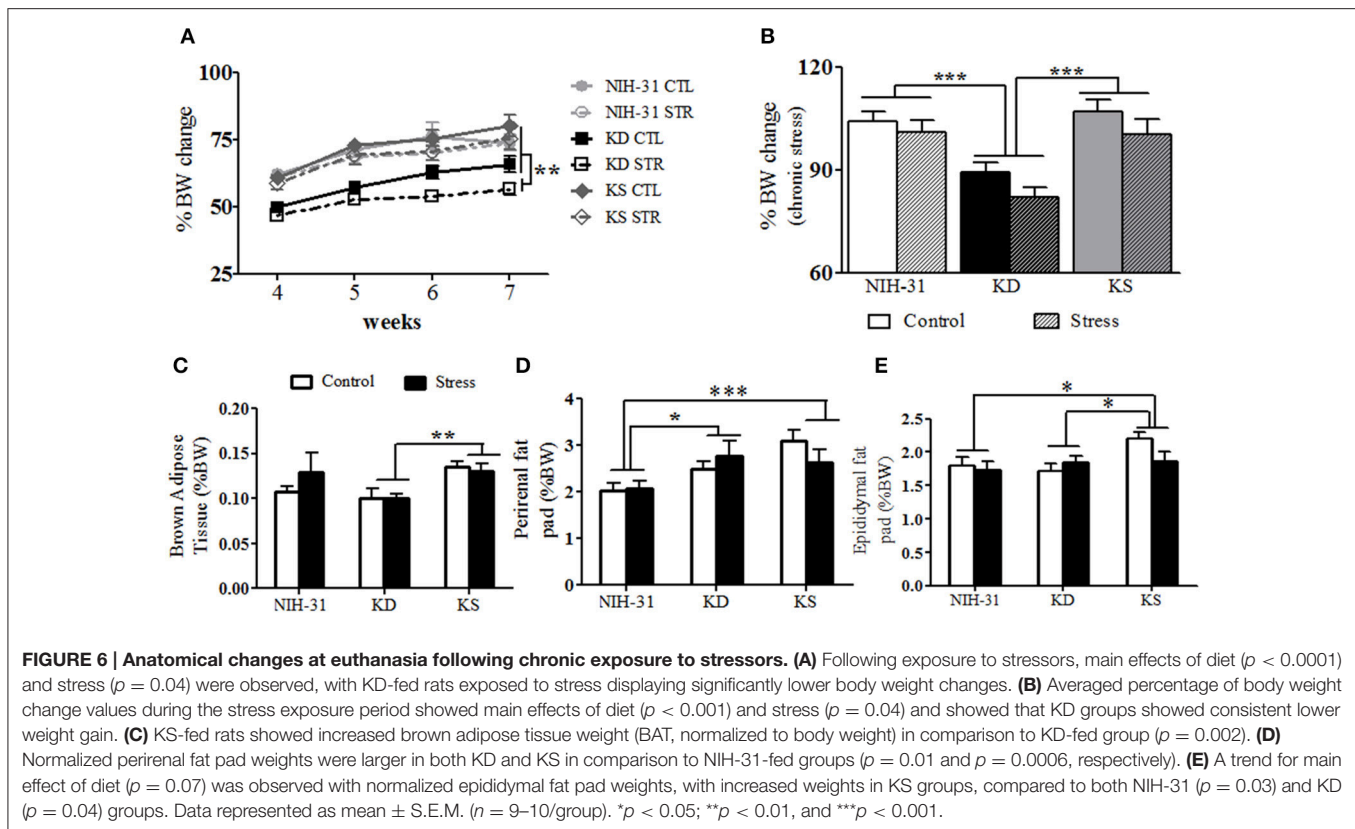 A
% BW change
100
75
50
25
4
5
6
7
weeks
NIH-31 CTL
NIH-31 STR
KD CTL
KD STR
KS CTL
KS STR
**
B
% BW change
(chronic stress)
120
90
60
***
***
NIH-31
KD
KS
Control
Stress
C
Control
Stress
Brown Adipose
Tissue (%BW)
0.20
0.15
0.10
0.05
0.00
**
NIH-31
KD
KS
D
Perirenal fat
pad (%BW)
4
3
2
1
0
***
*
NIH-31
KD
KS
E
Epididymal fat
pad (%BW)
2.5
2.0
1.5
1.0
0.5
0.0
*
*
NIH-31
KD
KS
FIGURE 6 | Anatomical changes at euthanasia following chronic exposure to stressors. (A) Following exposure to stressors, main effects of diet (p < 0.0001)
and stress (p = 0.04) were observed, with KD-fed rats exposed to stress displaying significantly lower body weight changes. (B) Averaged percentage of body weight
change values during the stress exposure period showed main effects of diet (p < 0.001) and stress (p = 0.04) and showed that KD groups showed consistent lower
weight gain. (C) KS-fed rats showed increased brown adipose tissue weight (BAT, normalized to body weight) in comparison to KD-fed group (p = 0.002). (D)
Normalized perirenal fat pad weights were larger in both KD and KS in comparison to NIH-31-fed groups (p = 0.01 and p = 0.0006, respectively). (E) A trend for main
effect of diet (p = 0.07) was observed with normalized epididymal fat pad weights, with increased weights in KS groups, compared to both NIH-31 (p = 0.03) and KD
(p = 0.04) groups. Data represented as mean ± S.E.M. (n = 9–10/group). *p < 0.05; **p < 0.01, and ***p < 0.001.